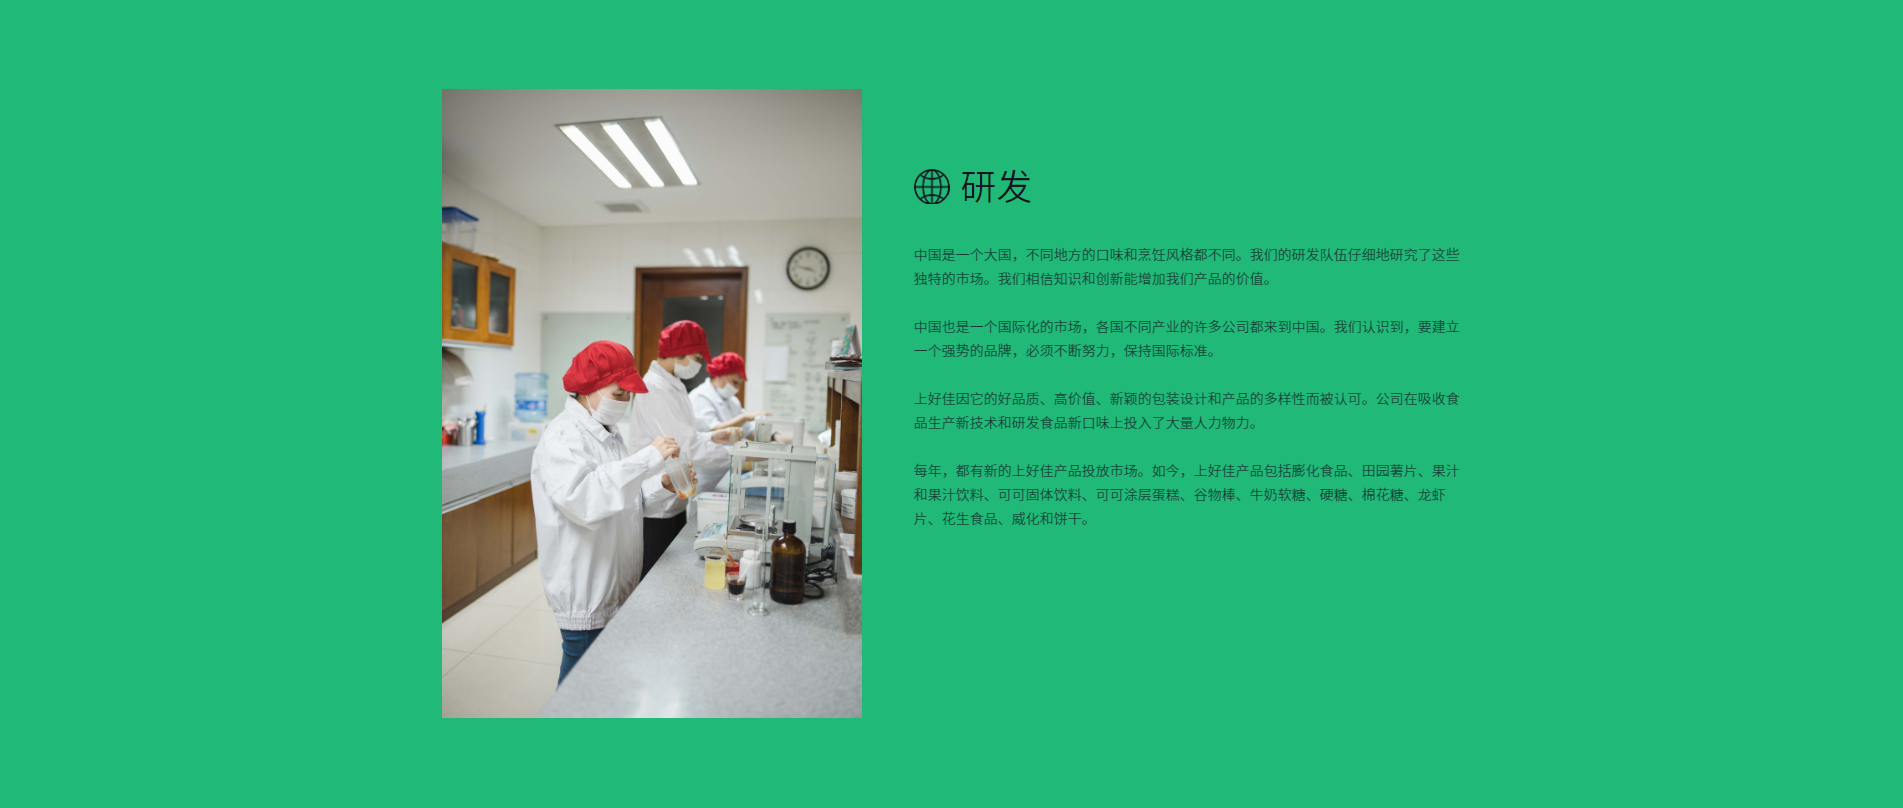 研发
中国是一个大国，不同地方的口味和烹饪风格都不同。我们的研发队伍仔细地研究了这些
独特的市场。我们相信知识和创新能增加我们产品的价值。
中国也是一个国际化的市场，各国不同产业的许多公司都来到中国。我们认识到，要建立
一个强势的品牌，必须不断努力，保持国际标准。
上好佳因它的好品质、高价值、新颖的包装设计和产品的多样性而被认可。公司在吸收食
品生产新技术和研发食品新口味上投入了大量人力物力。
每年，都有新的上好佳产品投放市场。如今，上好佳产品包括膨化食品、田园薯片、果汁
和果汁饮料、可可固体饮料、可可涂层蛋糕、谷物棒、牛奶软糖、硬糖、棉花糖、龙虾
片、花生食品、威化和饼干。